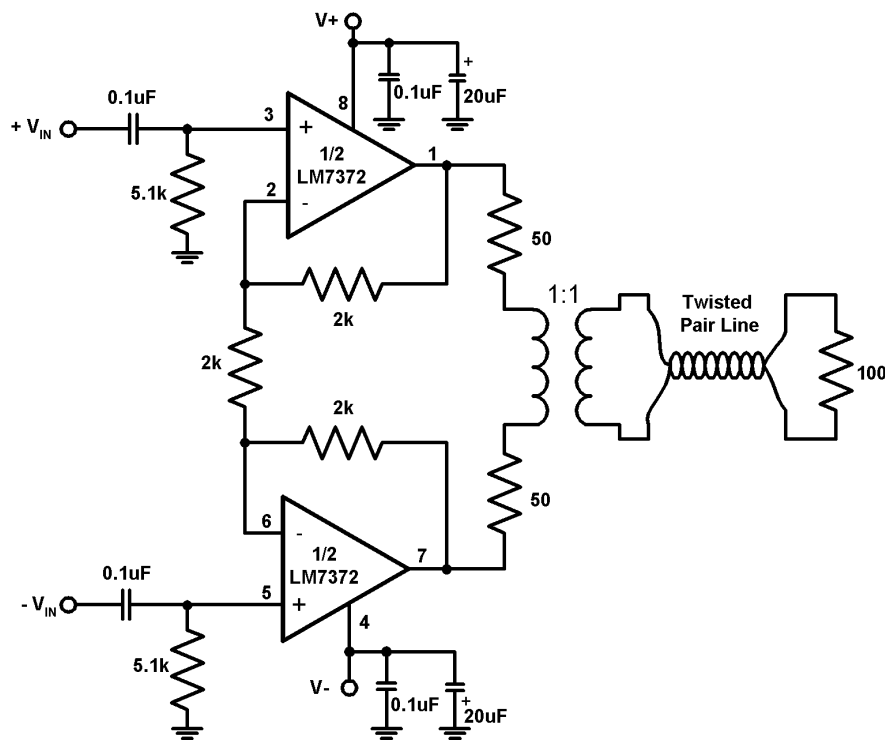 V+
+
8
0.1uF
20uF
0.1uF
+ VIN
3
+
1/2
LM7372
1
5.1k
2
-
50
2k
1:1
Twisted
Pair Line
2k
100
2k
50
6
-
1/2
LM7372
7
0.1uF
- VIN
5
+
4
5.1k
V-
0.1uF
+
20uF